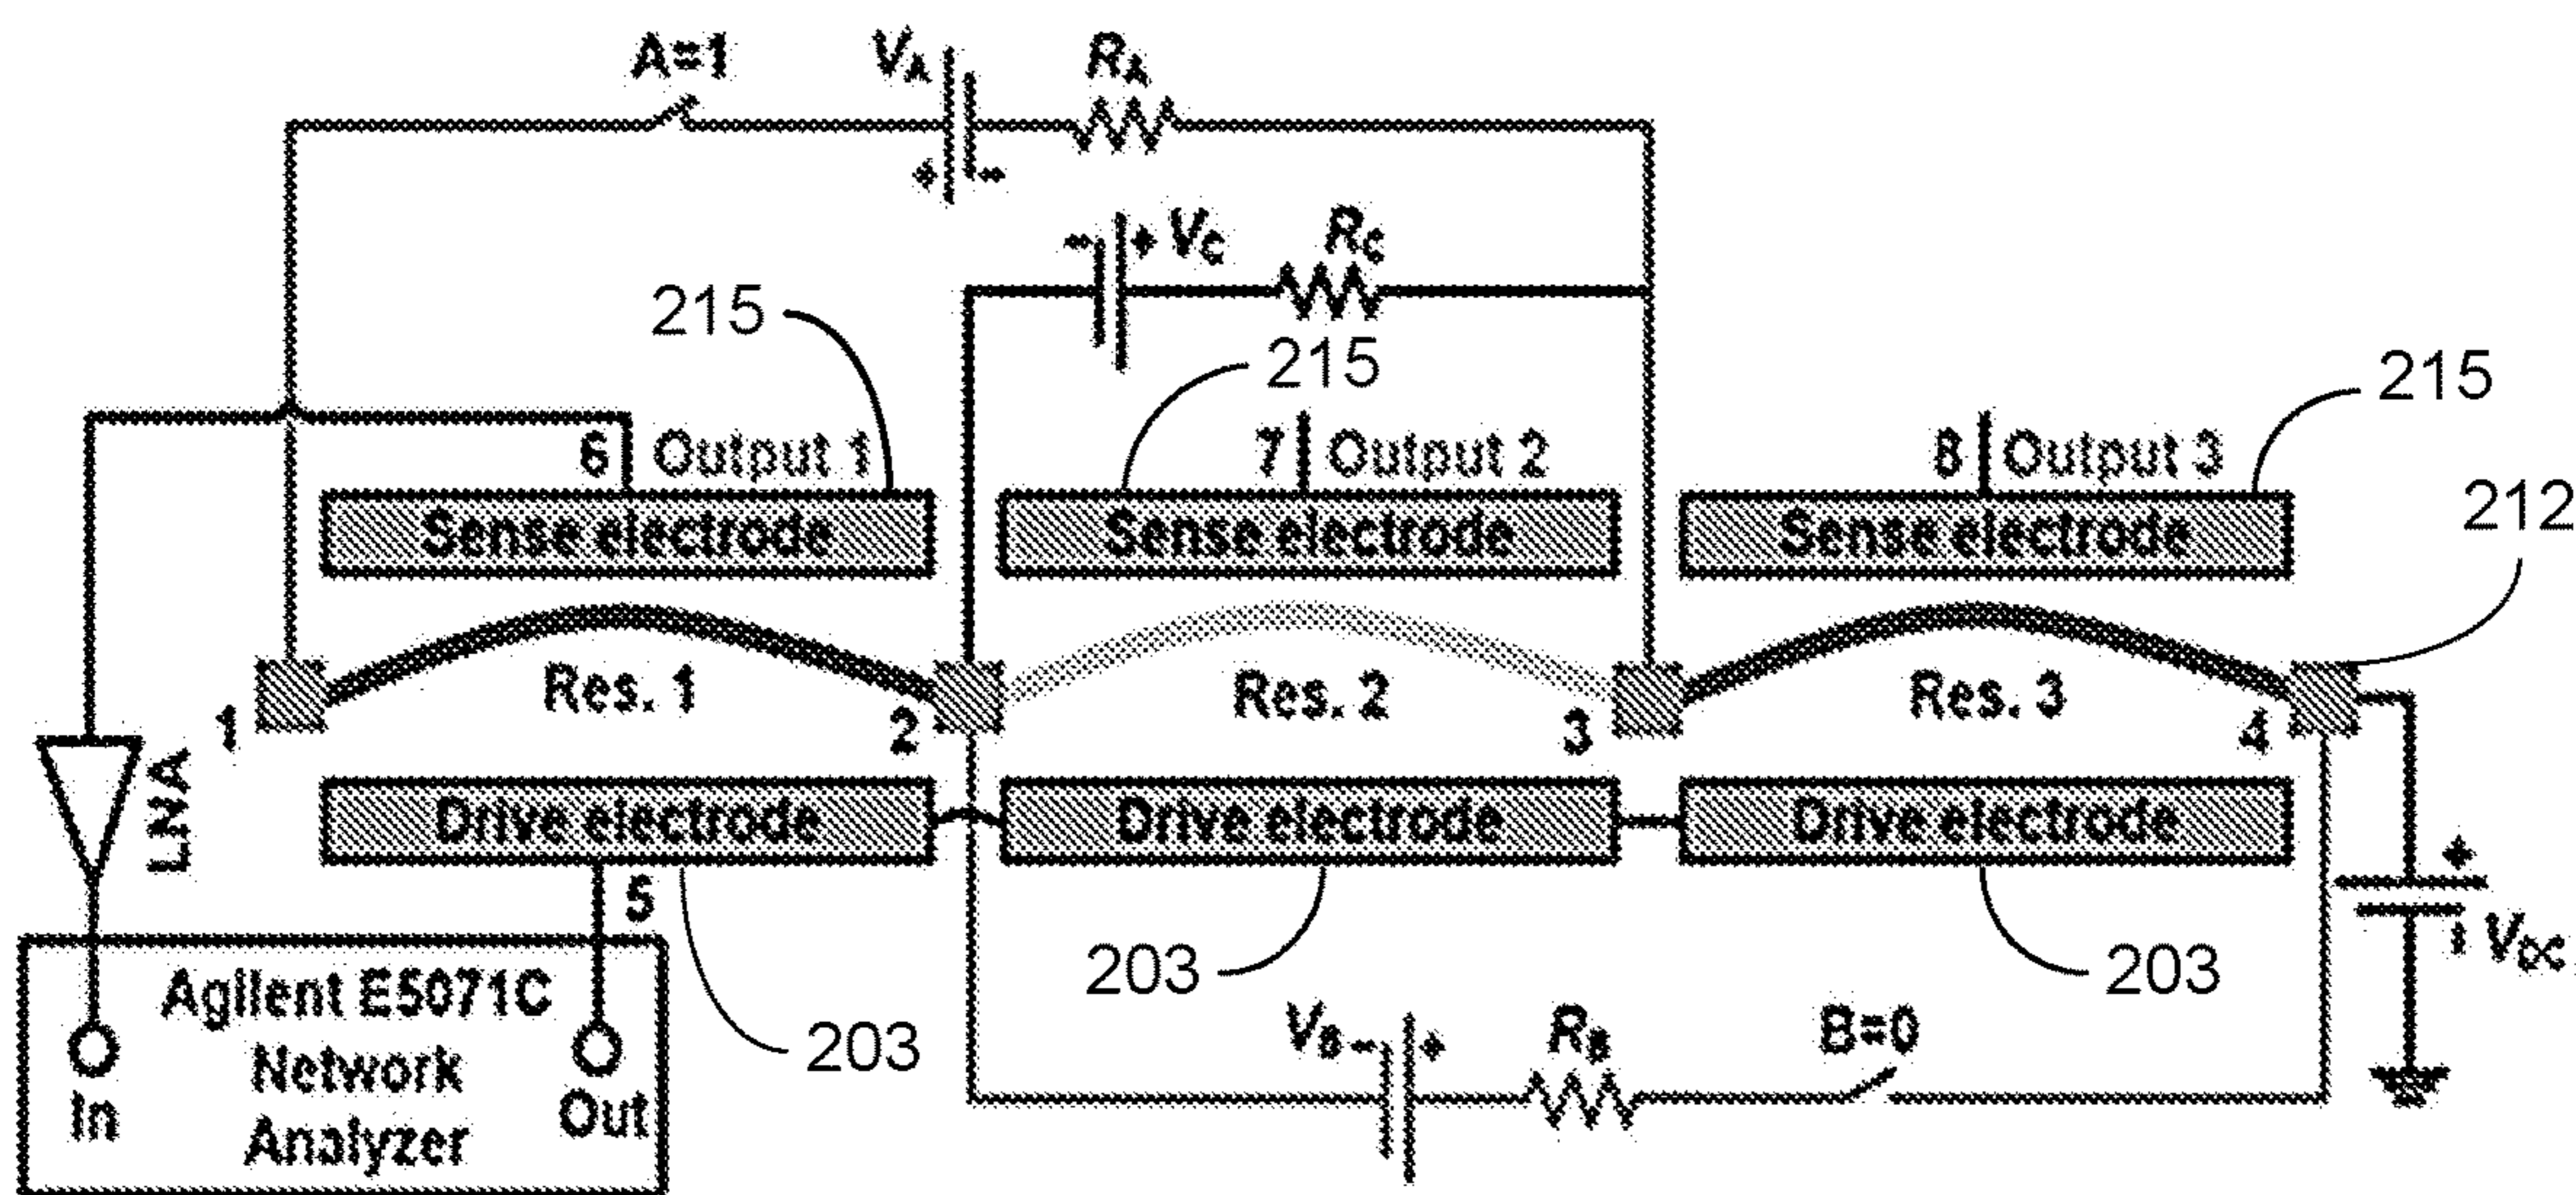 A=1
VA
RA
+ -
- + VC
RC
215
215
215
6 Output 1
7 Output 2
8 Output 3
212
Sense electrode
Sense electrode
Sense electrode
Res. 1
Res. 2
Res. 3
1
2
3
4
LNA
Drive electrode
Drive electrode
Drive electrode
5
+
- VDC
203
203
203
Agilent E5071C
Network
Analyzer
In
Out
VB - +
RB
B=0